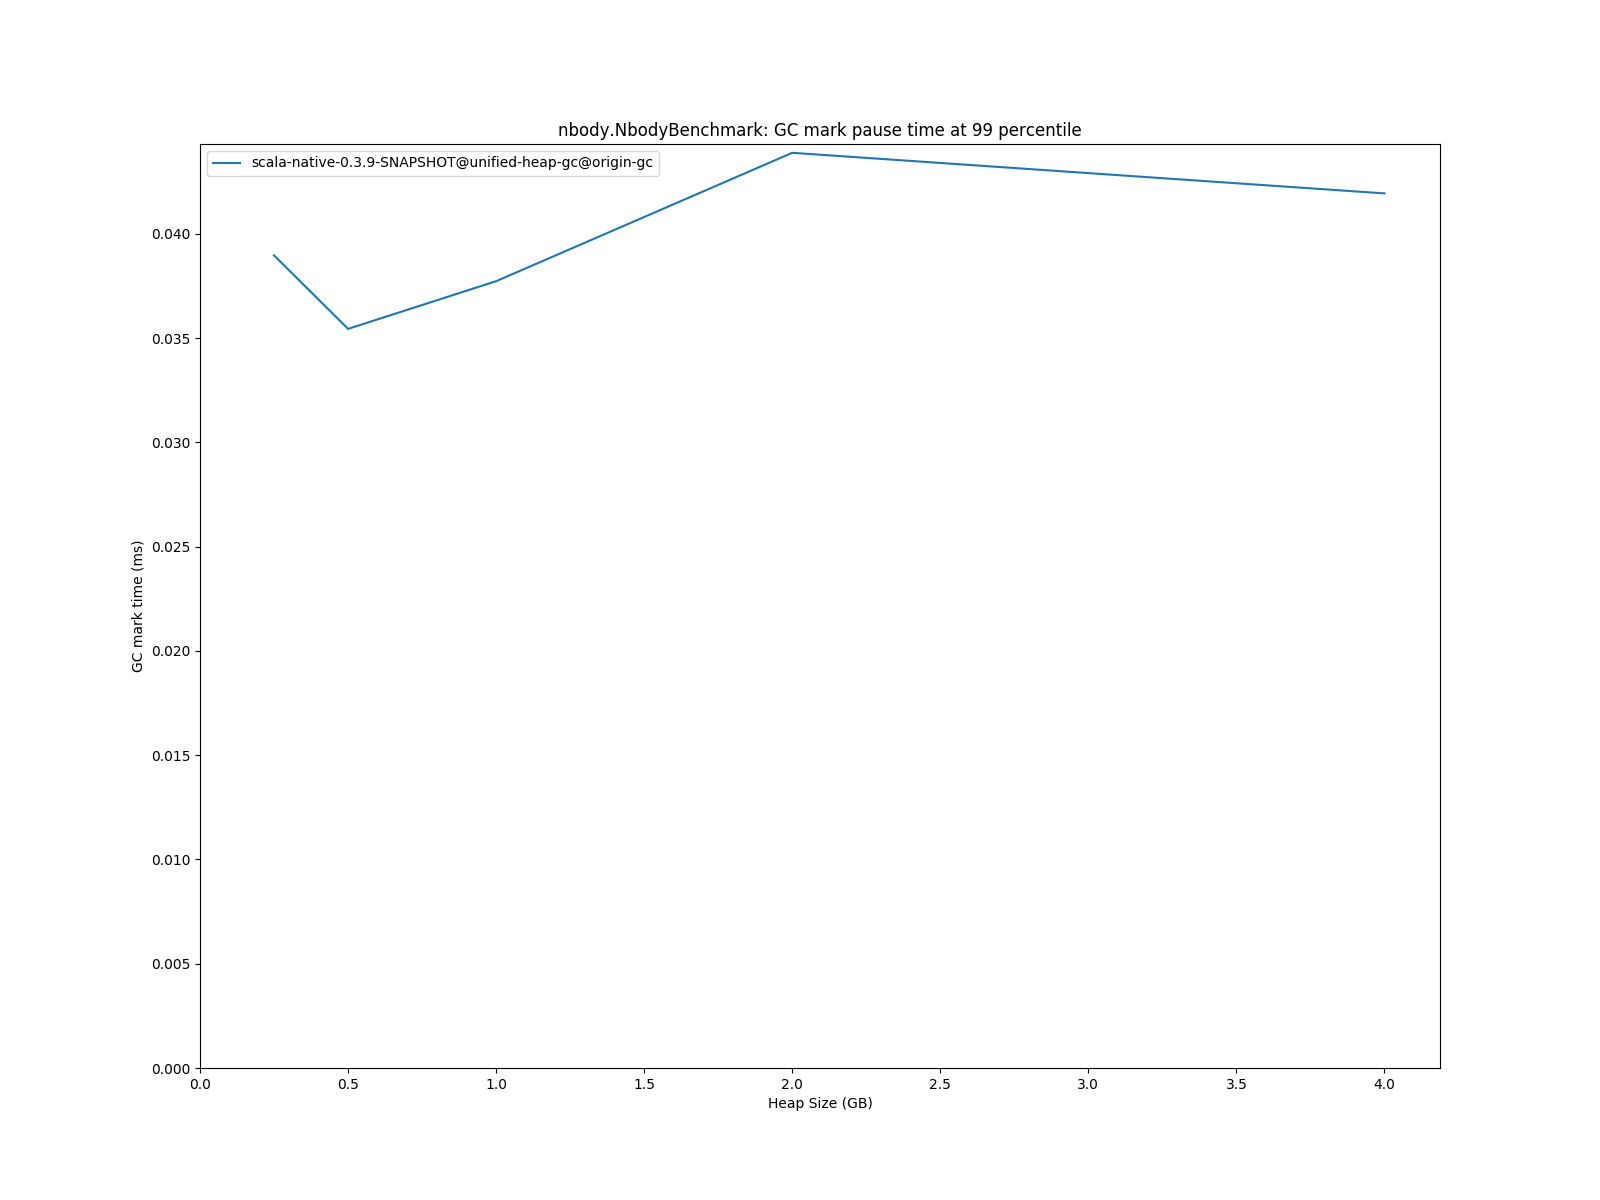 nbody.NbodyBenchmark: GC mark pause time at 99 percentile
scala-native-0.3.9-SNAPSHOT@unified-heap-gc@origin-gc
0.040
0.035
0.030
0.025
0.020
0.015
0.010
0.005
0.000
GC mark time (ms)
0.0 0.5 1.0 1.5 2.0 2.5 3.0 3.5 4.0
Heap Size (GB)